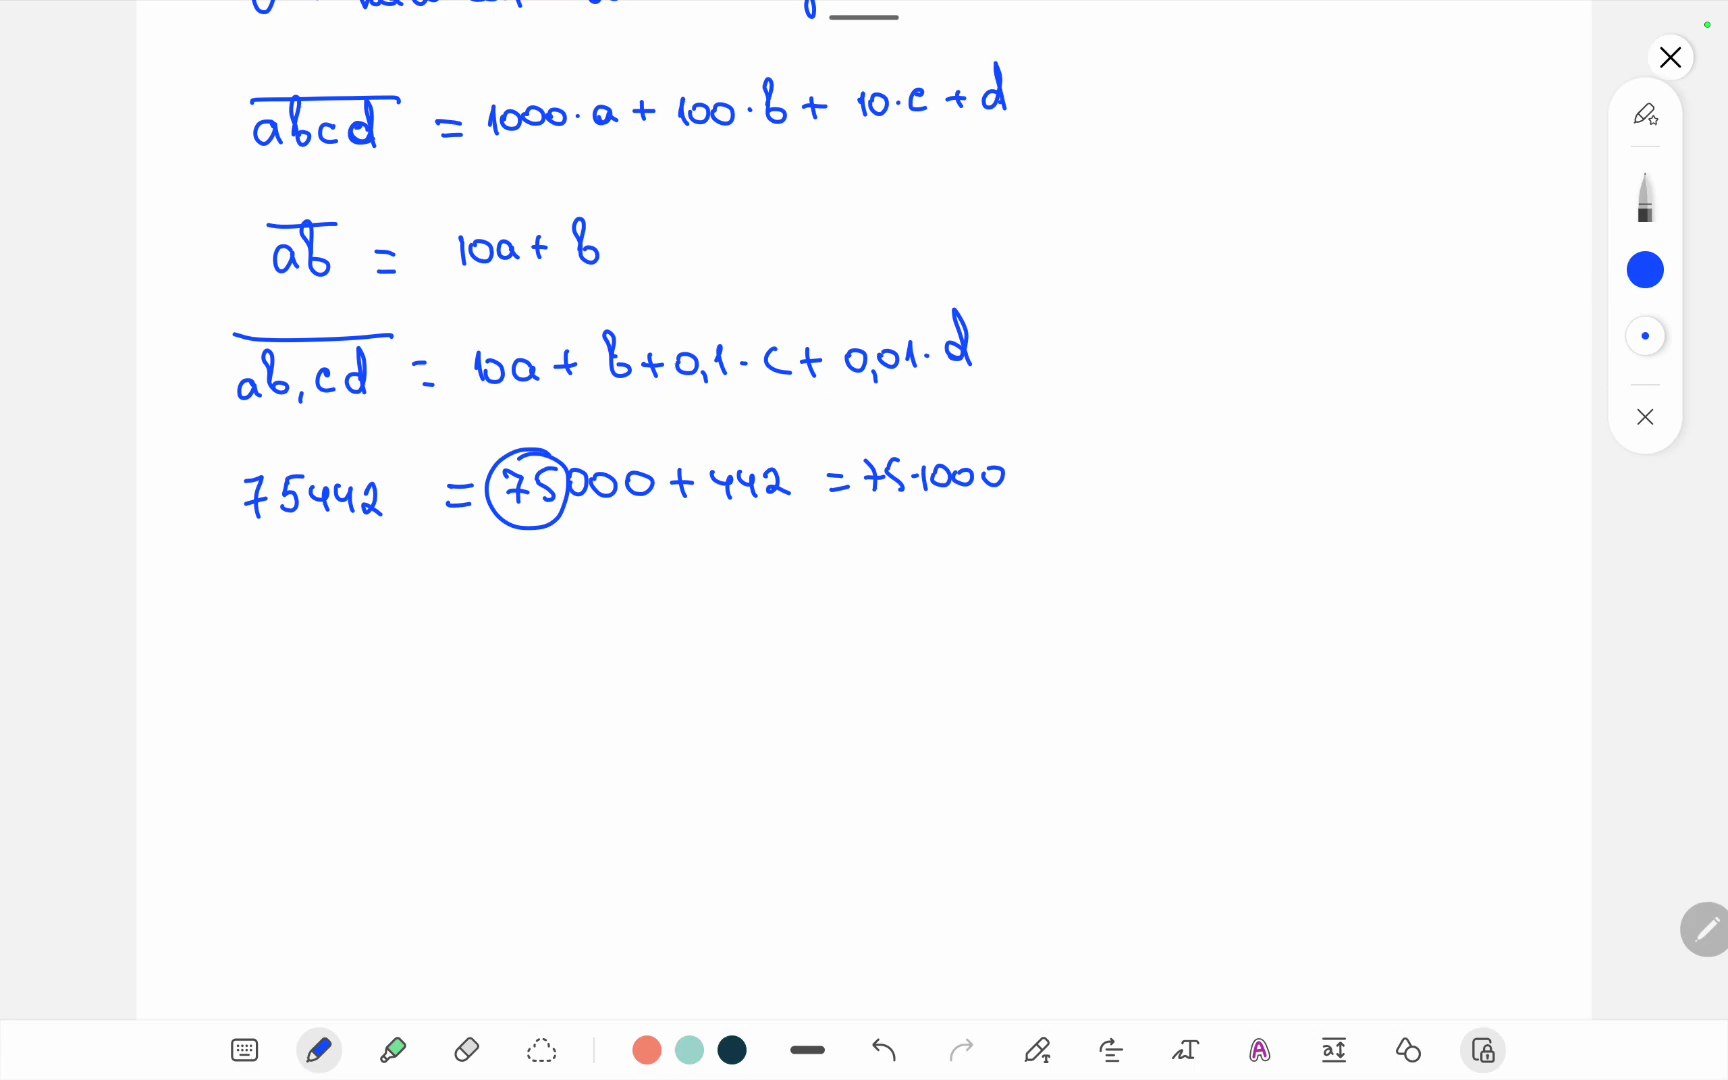 abcd = 1000·a + 100·b + 10·c + d
ab = 10a + b
ab,cd = 10a + b + 0,1·c + 0,01·d
75442 = 75000 + 442 = 75·1000